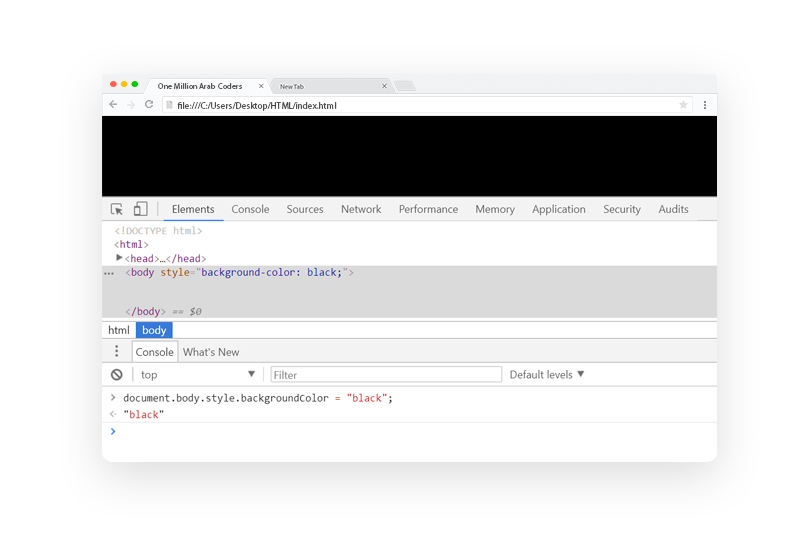 One Million Arab Coders
New Tab
file:///C:/Users/Desktop/HTML/index.html
Elements Console Sources Network Performance Memory Application Security Audits
<!DOCTYPE html>
<html>
<head>…</head>
<body style="background-color: black;">
</body> == $0
html body
Console What's New
top Filter Default levels
> document.body.style.backgroundColor = "black";
"black"
>